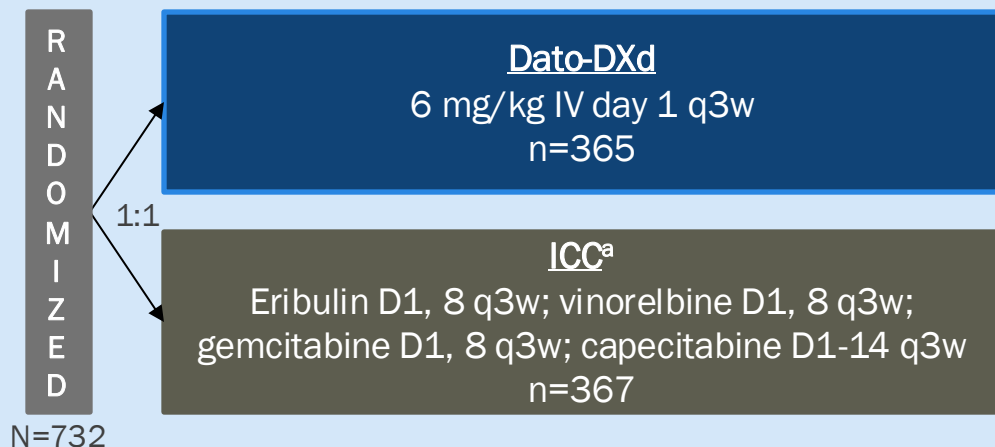 RANDOMIZED
Dato-DXd
6 mg/kg IV day 1 q3w
n=365
1:1
ICCᵃ
Eribulin D1, 8 q3w; vinorelbine D1, 8 q3w;
gemcitabine D1, 8 q3w; capecitabine D1-14 q3w
n=367
N=732